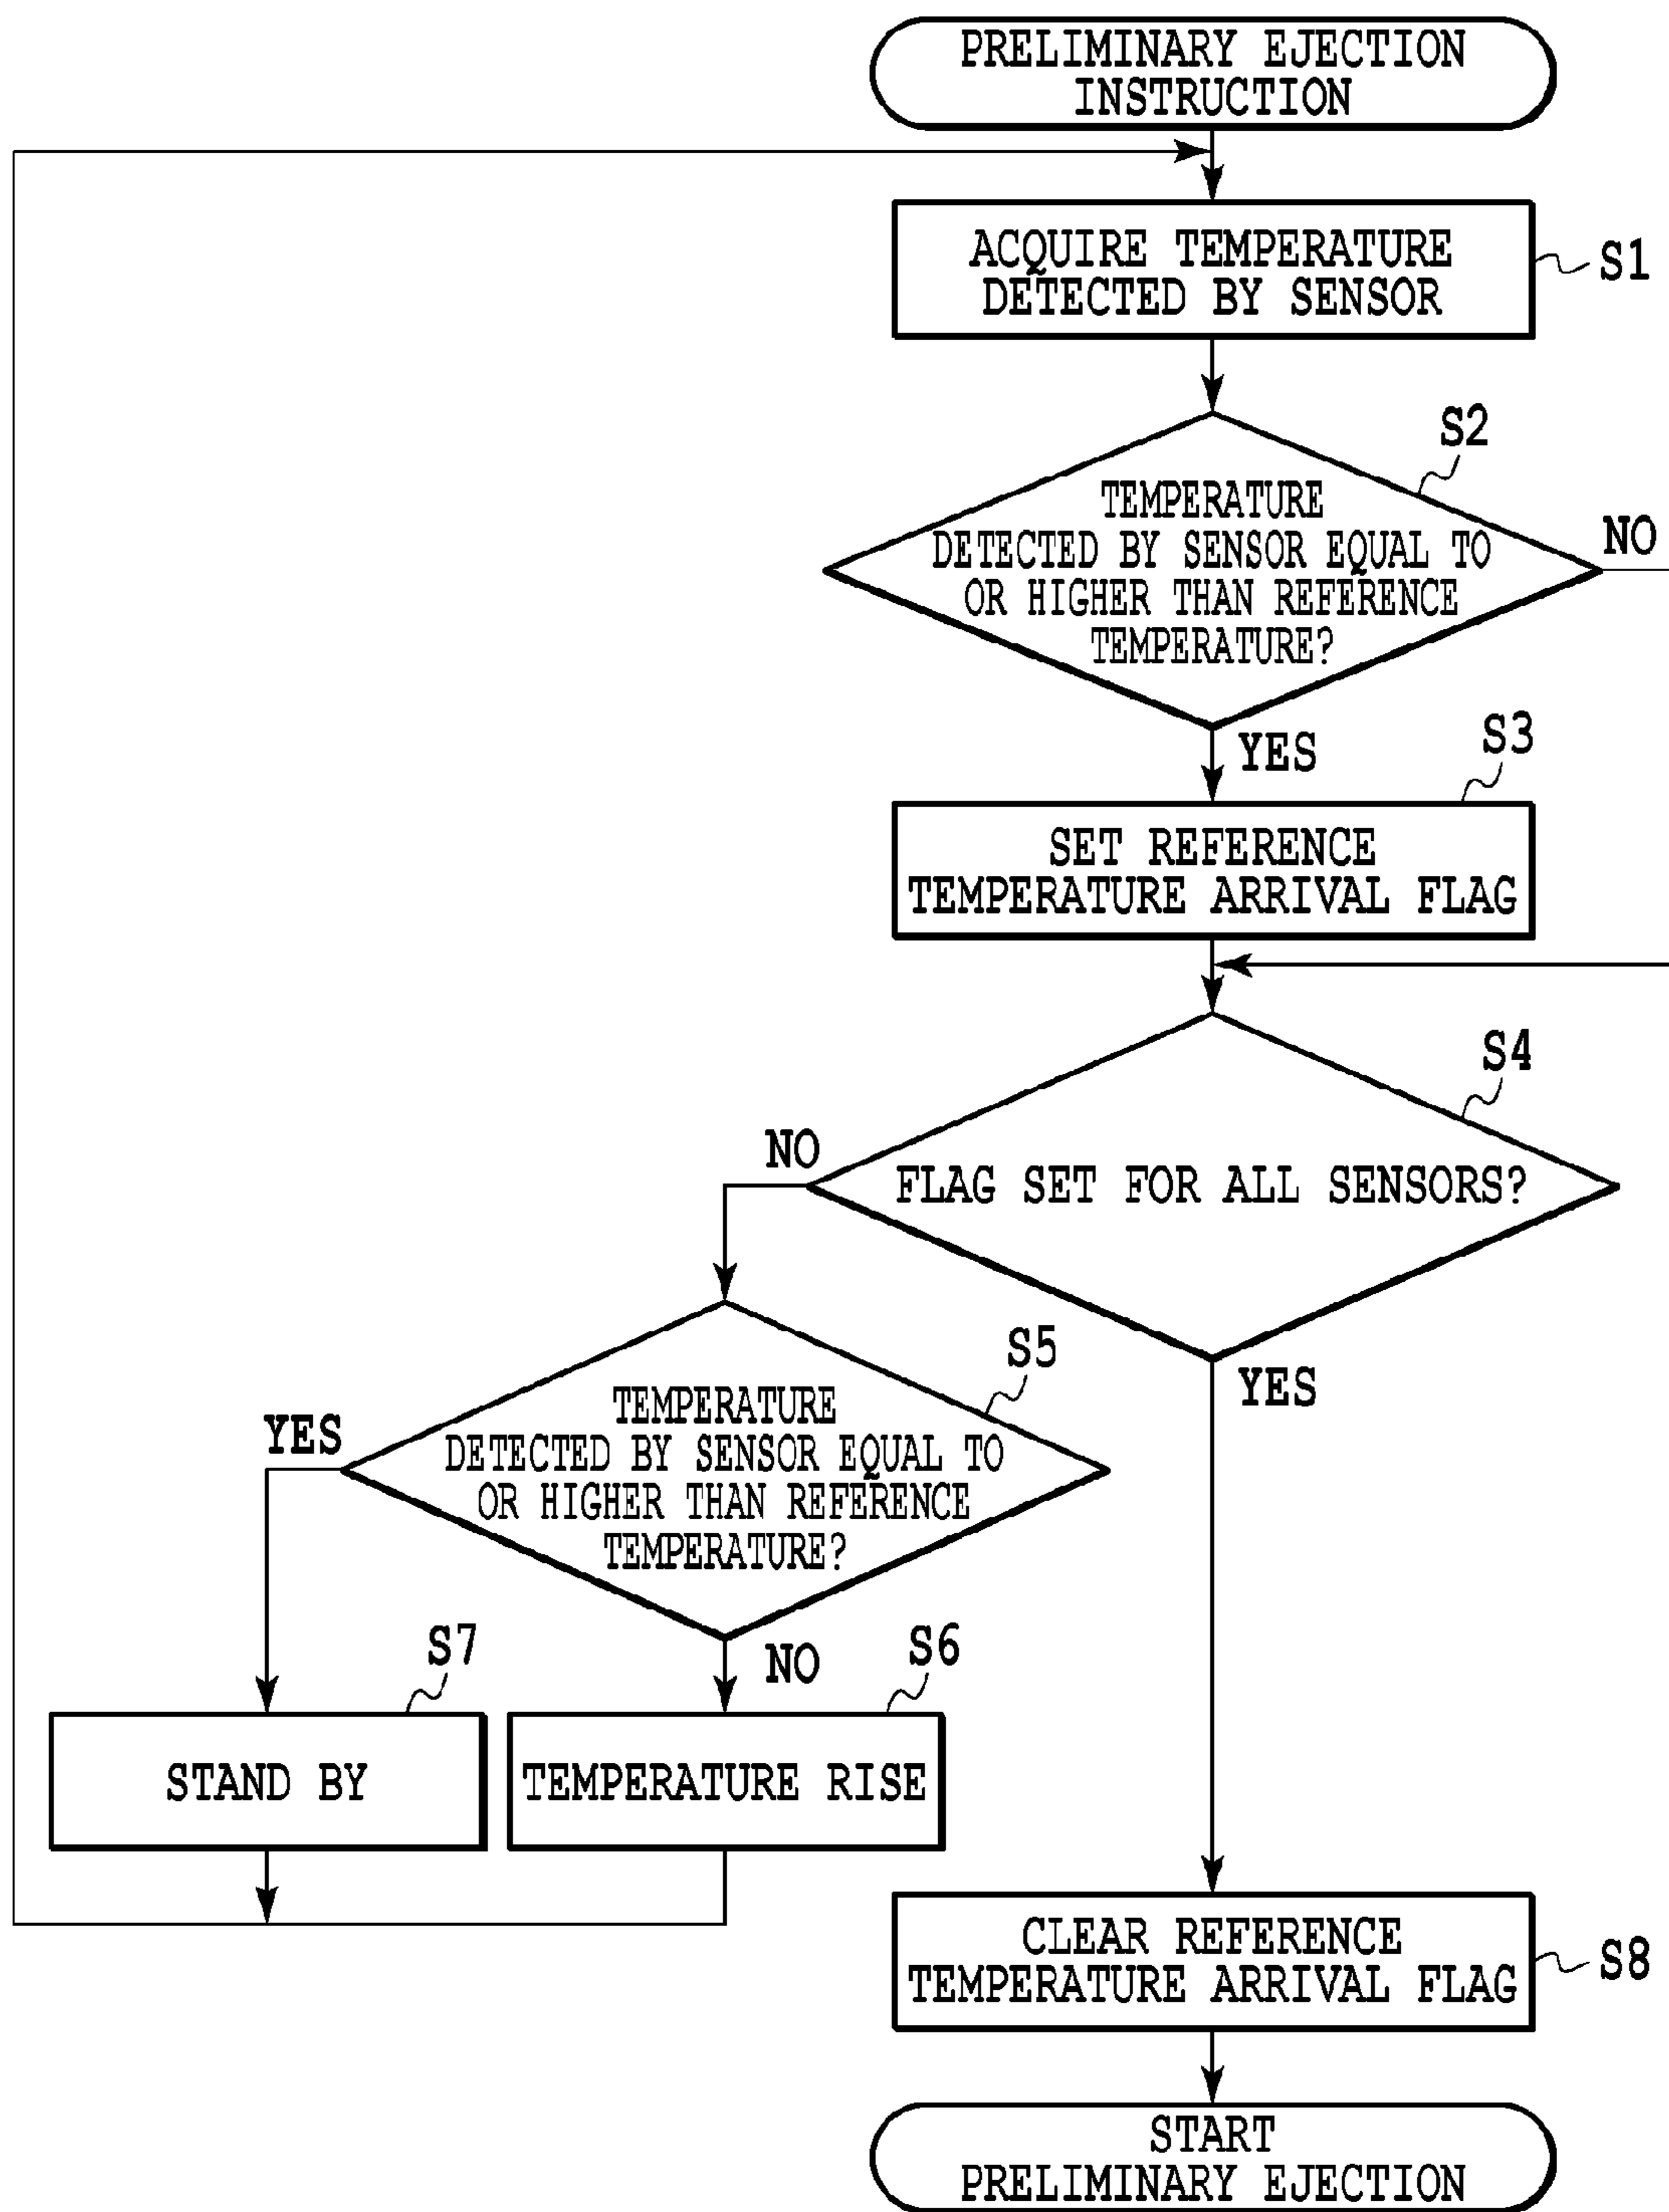 PRELIMINARY EJECTION
INSTRUCTION
ACQUIRE TEMPERATURE
DETECTED BY SENSOR
S1
S2
TEMPERATURE
DETECTED BY SENSOR EQUAL TO
OR HIGHER THAN REFERENCE
TEMPERATURE?
NO
YES
S3
SET REFERENCE
TEMPERATURE ARRIVAL FLAG
S4
NO
FLAG SET FOR ALL SENSORS?
YES
S5
YES
TEMPERATURE
DETECTED BY SENSOR EQUAL TO
OR HIGHER THAN REFERENCE
TEMPERATURE?
NO
S7
S6
STAND BY
TEMPERATURE RISE
CLEAR REFERENCE
TEMPERATURE ARRIVAL FLAG
S8
START
PRELIMINARY EJECTION